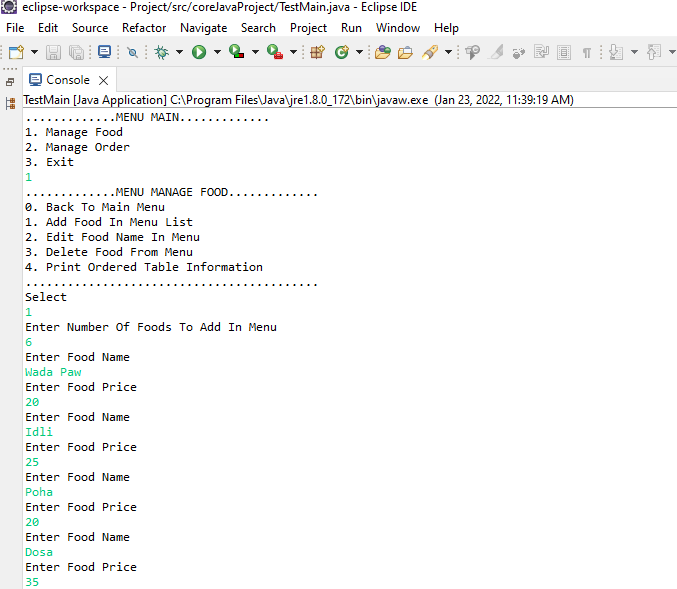 eclipse-workspace - Project/src/coreJavaProject/TestMain.java - Eclipse IDE
File Edit Source Refactor Navigate Search Project Run Window Help
Console
TestMain [Java Application] C:\Program Files\Java\jre1.8.0_172\bin\javaw.exe (Jan 23, 2022, 11:39:19 AM)
.............MENU MAIN.............
1. Manage Food
2. Manage Order
3. Exit
1
.............MENU MANAGE FOOD.............
0. Back To Main Menu
1. Add Food In Menu List
2. Edit Food Name In Menu
3. Delete Food From Menu
4. Print Ordered Table Information
..........................................
Select
1
Enter Number Of Foods To Add In Menu
6
Enter Food Name
Wada Paw
Enter Food Price
20
Enter Food Name
Idli
Enter Food Price
25
Enter Food Name
Poha
Enter Food Price
20
Enter Food Name
Dosa
Enter Food Price
35